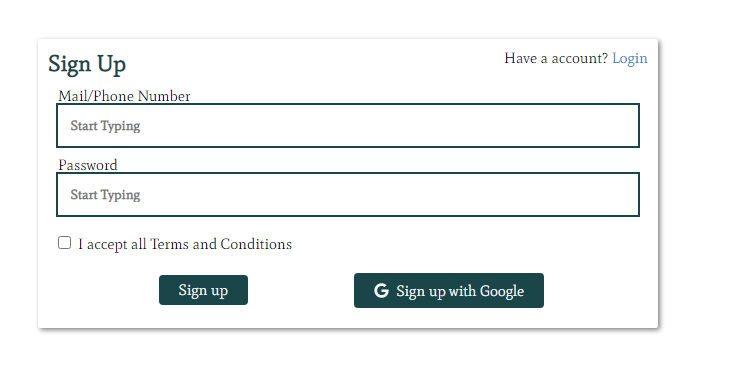 Sign Up
Have a account? Login
Mail/Phone Number
Start Typing
Password
Start Typing
I accept all Terms and Conditions
Sign up
G Sign up with Google